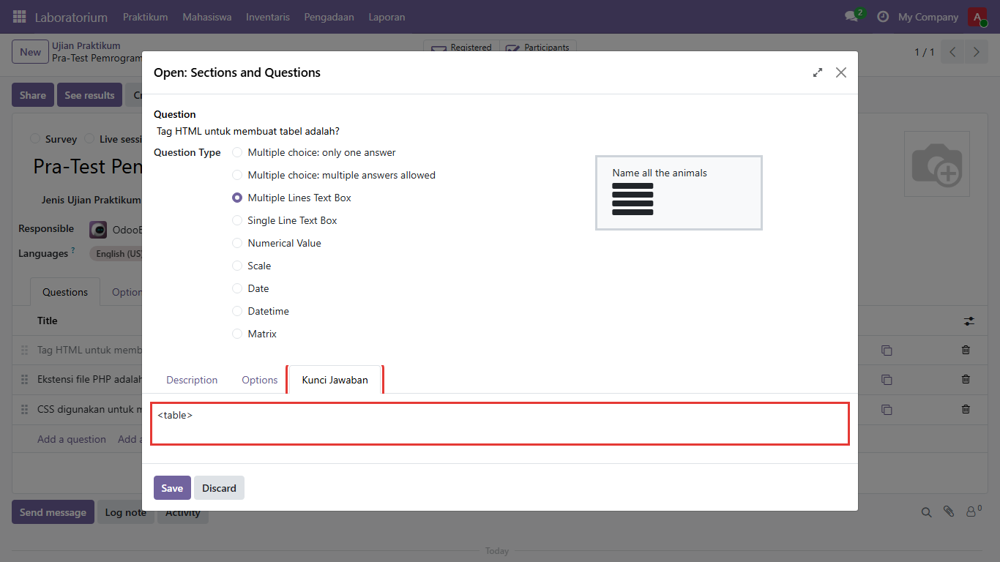 Laboratorium Praktikum Mahasiswa Inventaris Pengadaan Laporan 2 My Company A
New Ujian Praktikum Registered Participants 1 / 1
Pra-Test Pemrogram
Open: Sections and Questions
Share See results
Question
Tag HTML untuk membuat tabel adalah?
Survey Live sessi
Question Type Multiple choice: only one answer
Multiple choice: multiple answers allowed
Multiple Lines Text Box
Single Line Text Box
Numerical Value
Scale
Date
Datetime
Matrix
Name all the animals
Pra-Test Pem
Jenis Ujian Praktikum
Responsible
Languages ? English (US)
Questions Option
Title
Tag HTML untuk memb
Ekstensi file PHP adalah
CSS digunakan untuk m
Add a question Add a
Description Options Kunci Jawaban
<table>
Save Discard
Send message Log note Activity 0
Today